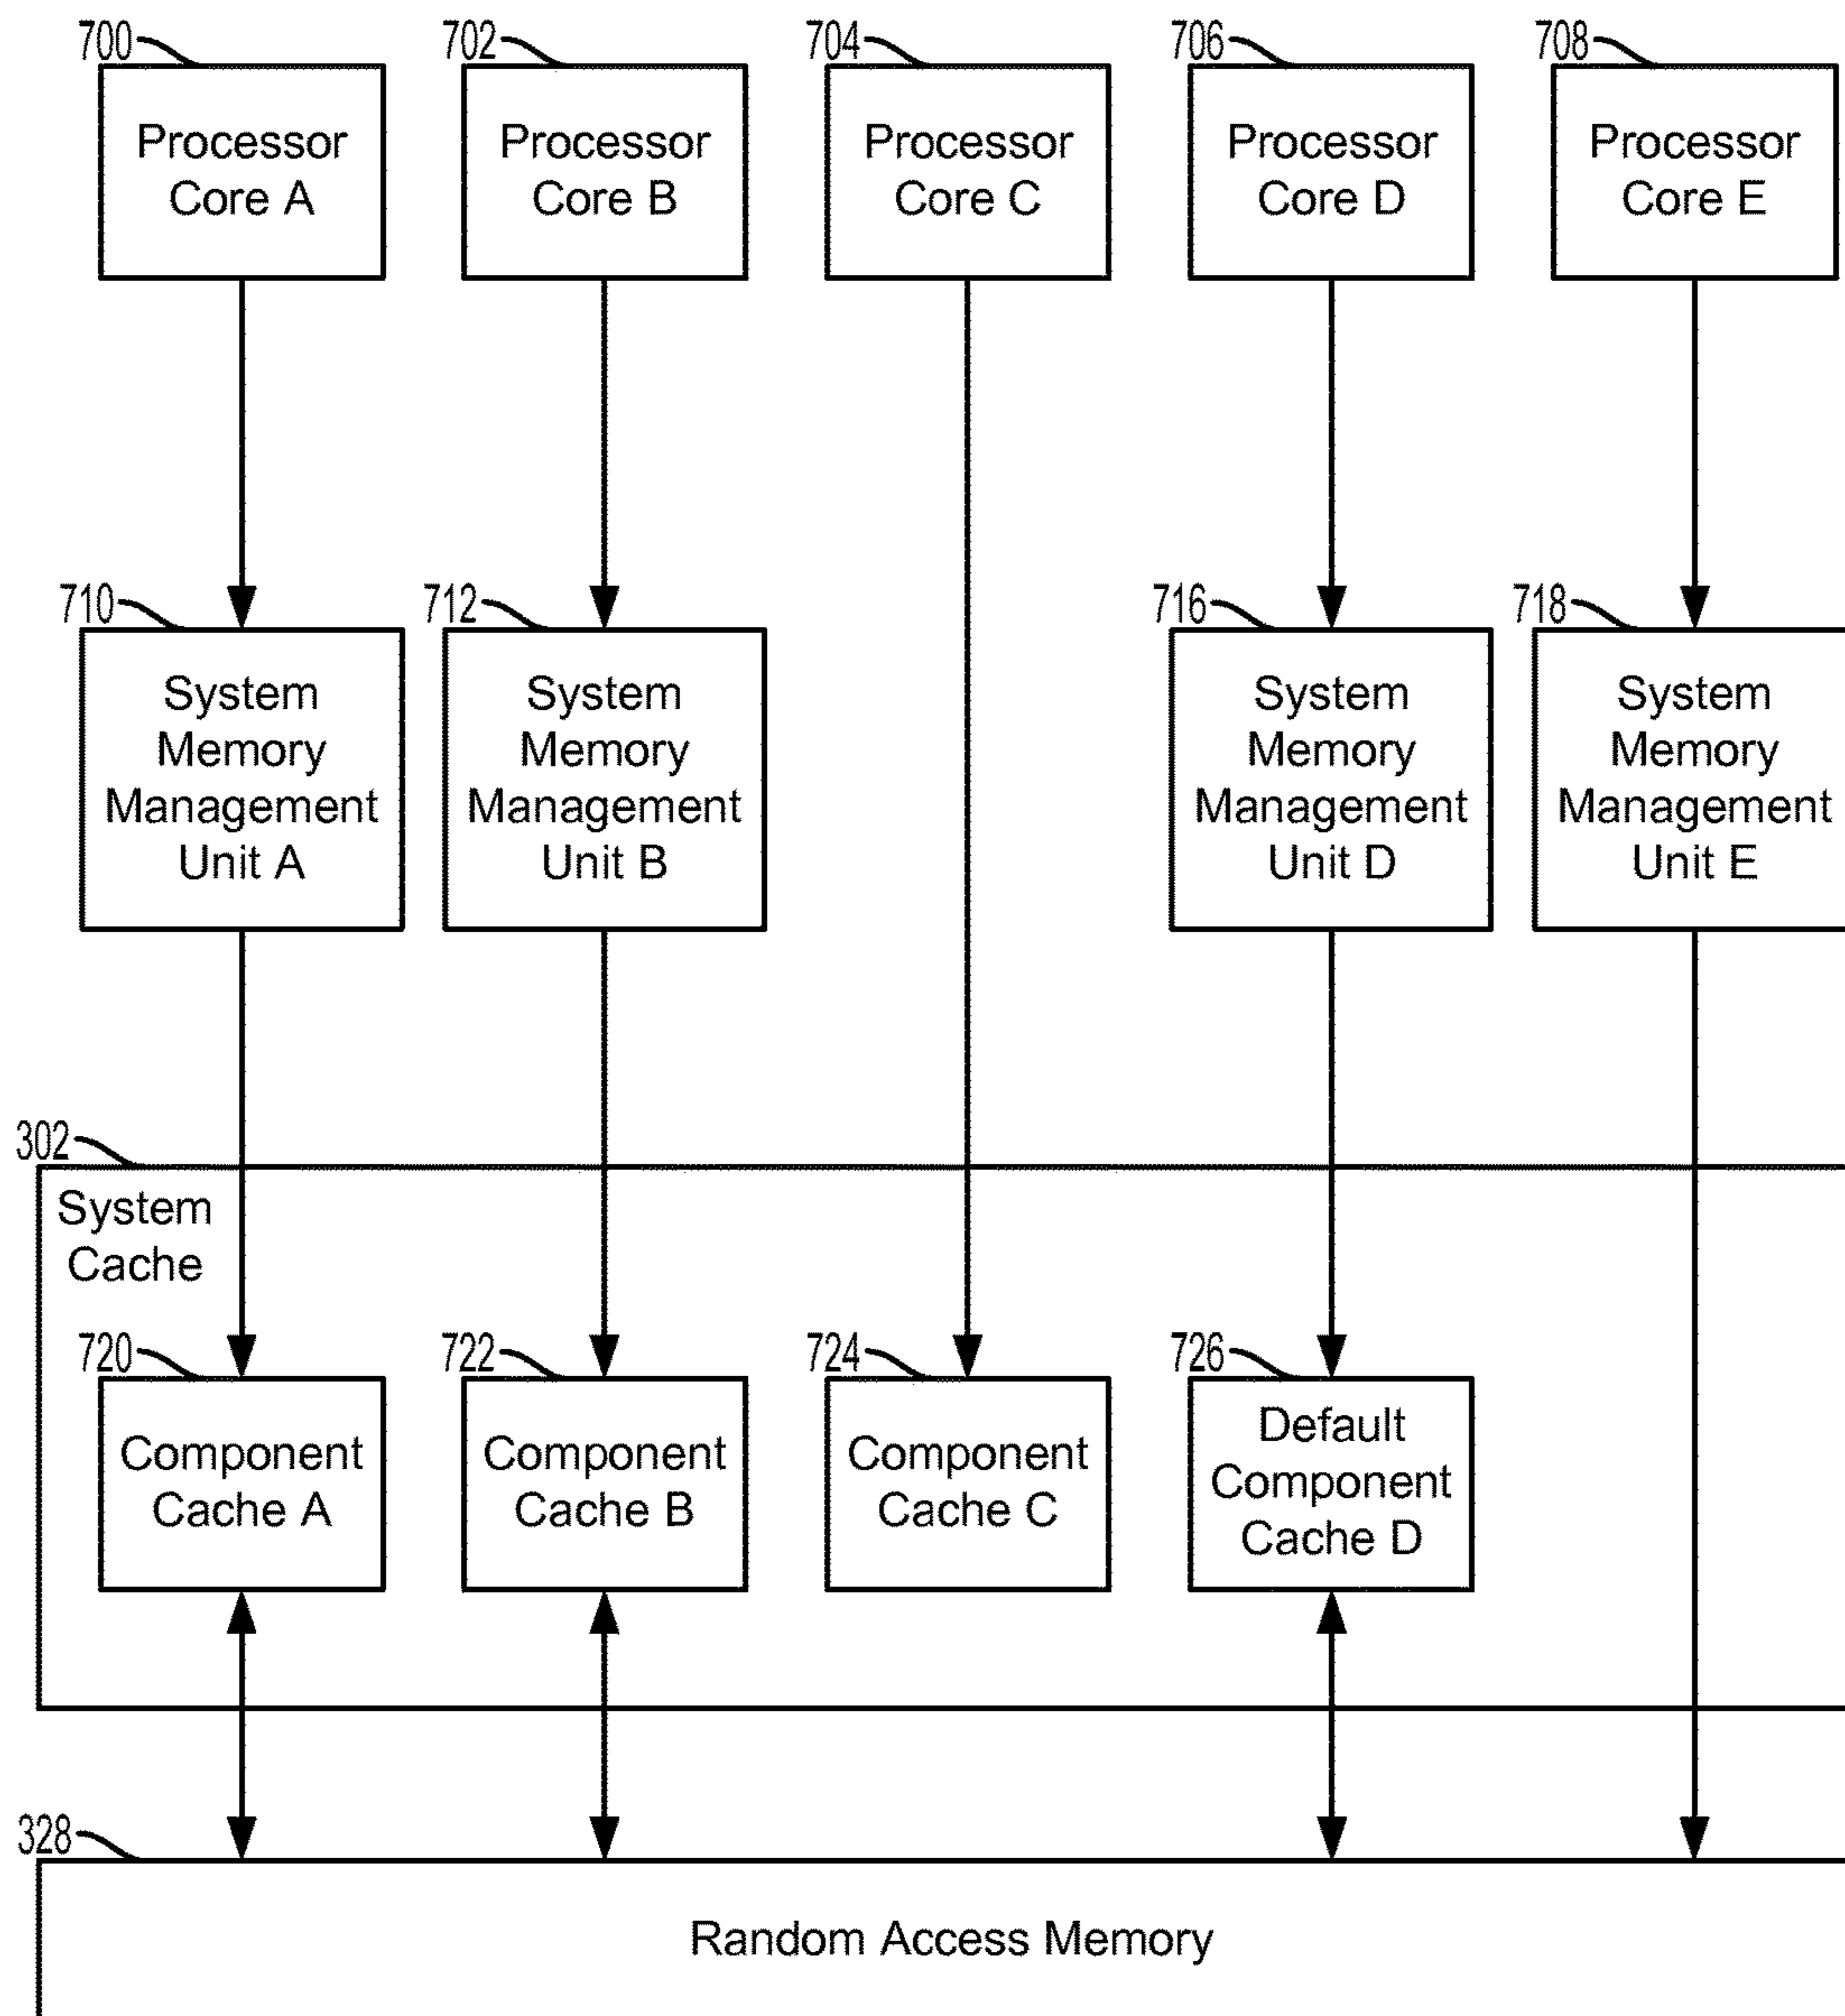 700
702
704
706
708
Processor
Core A
Processor
Core B
Processor
Core C
Processor
Core D
Processor
Core E
710
712
716
718
System
Memory
Management
Unit A
System
Memory
Management
Unit B
System
Memory
Management
Unit D
System
Memory
Management
Unit E
302
System
Cache
720
722
724
726
Component
Cache A
Component
Cache B
Component
Cache C
Default
Component
Cache D
328
Random Access Memory